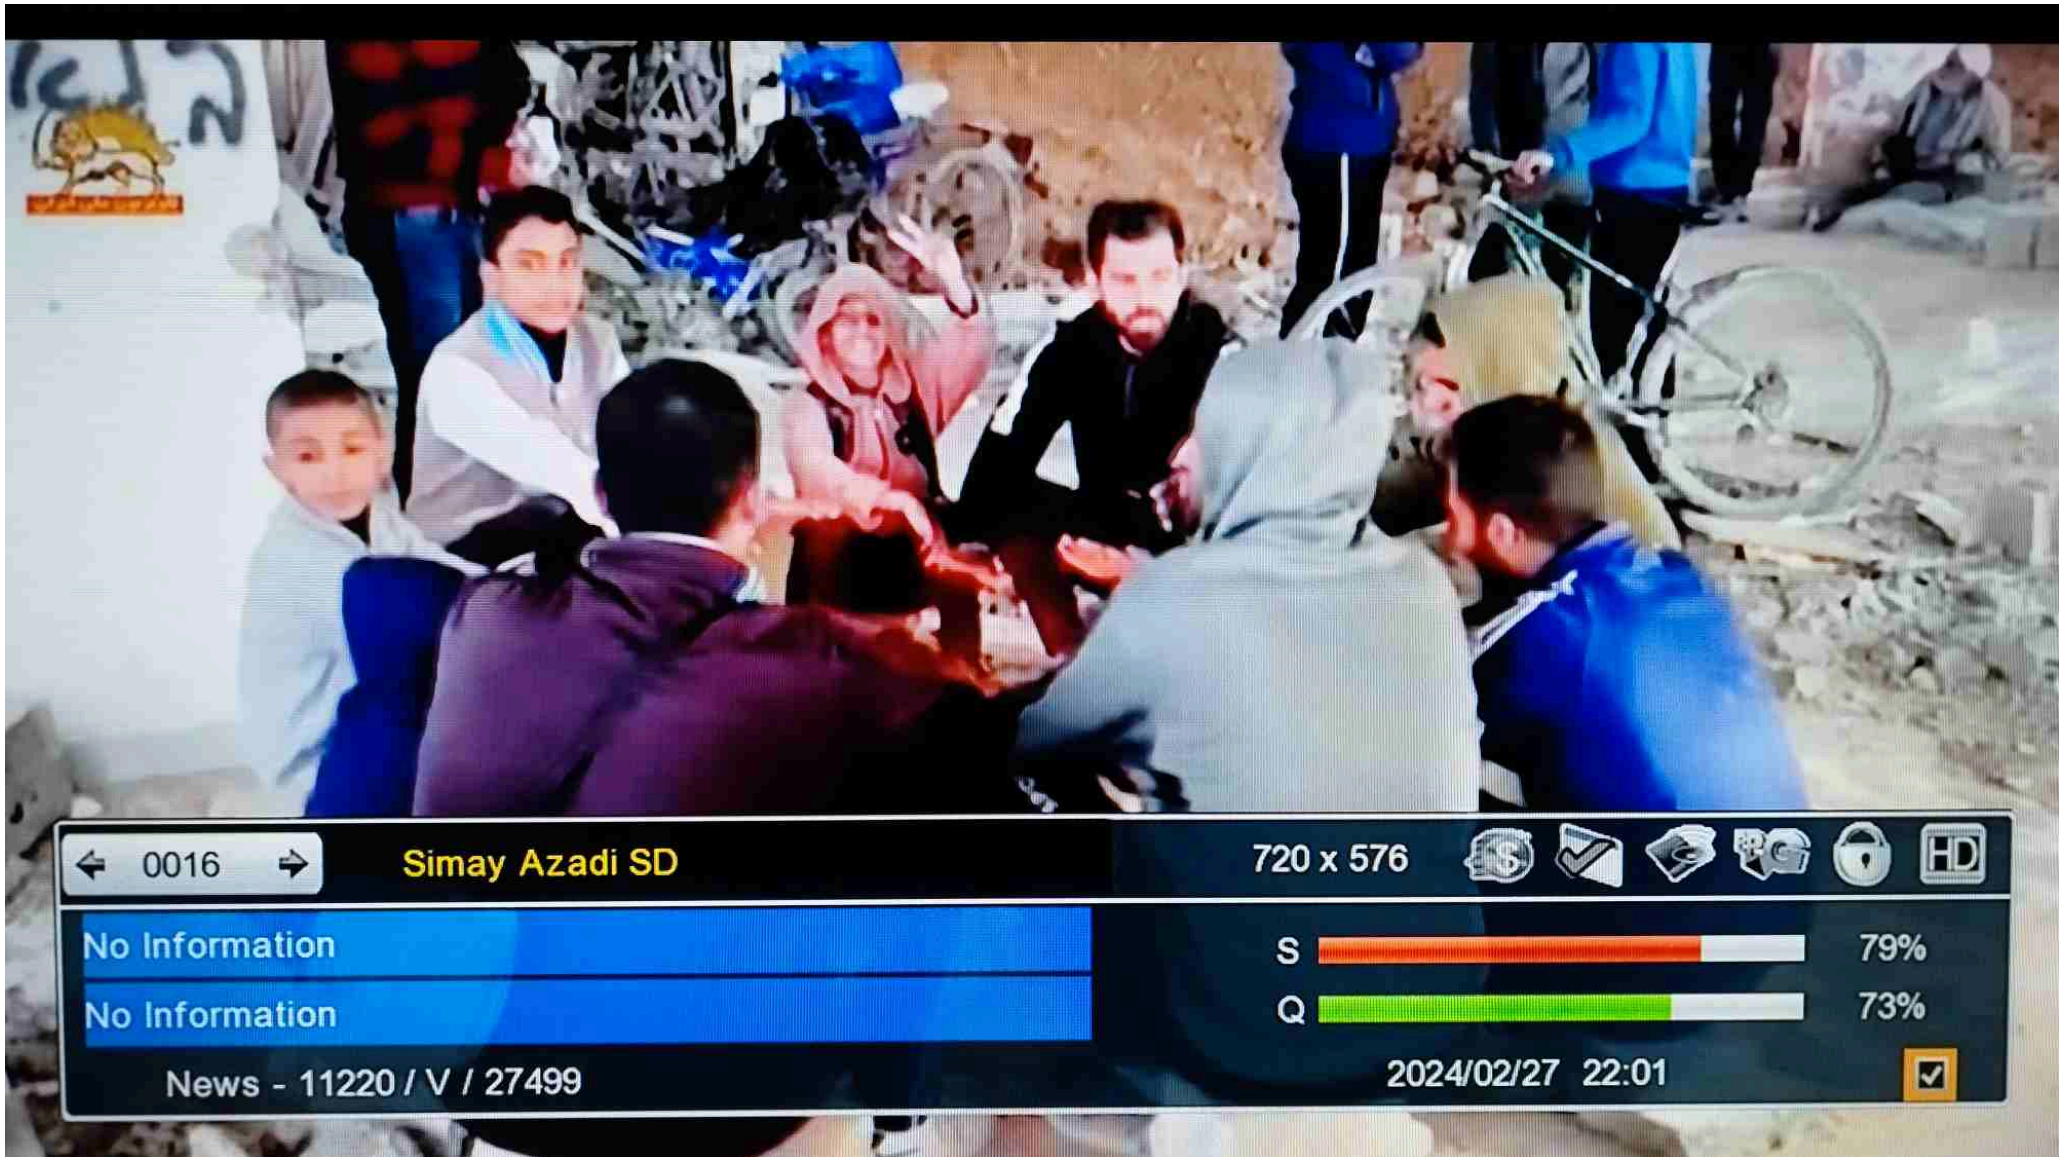 0016
Simay Azadi SD
720 x 576
HD
No Information
S
79%
No Information
Q
73%
News - 11220 / V / 27499
2024/02/27 22:01